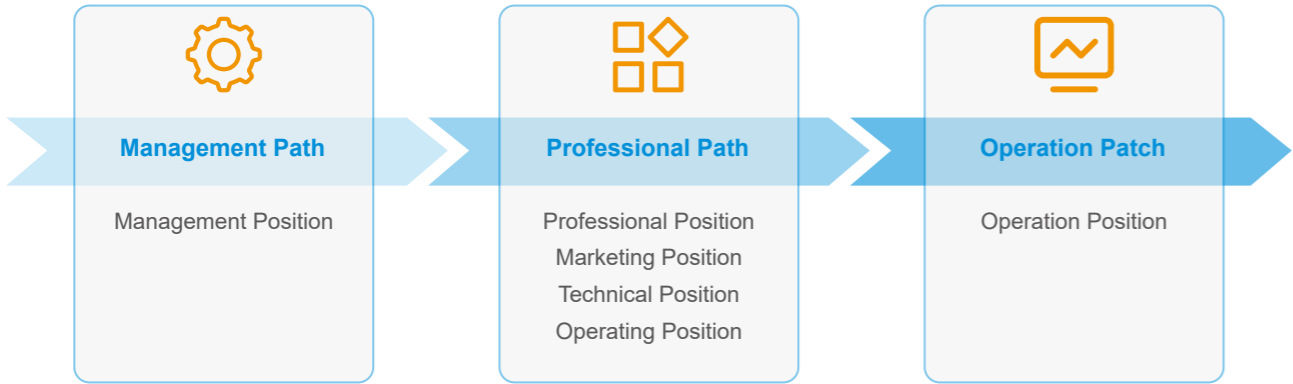 Management Path
Management Position
Professional Path
Professional Position
Marketing Position
Technical Position
Operating Position
Operation Patch
Operation Position